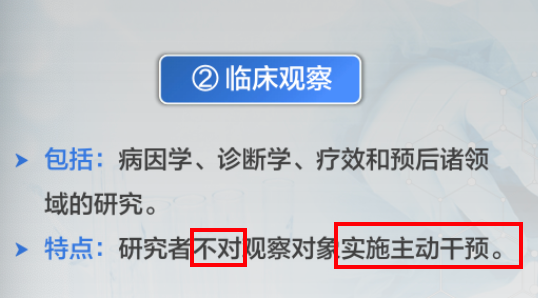 ② 临床观察
包括：病因学、诊断学、疗效和预后诸领
域的研究。
特点：研究者不对观察对象实施主动干预。